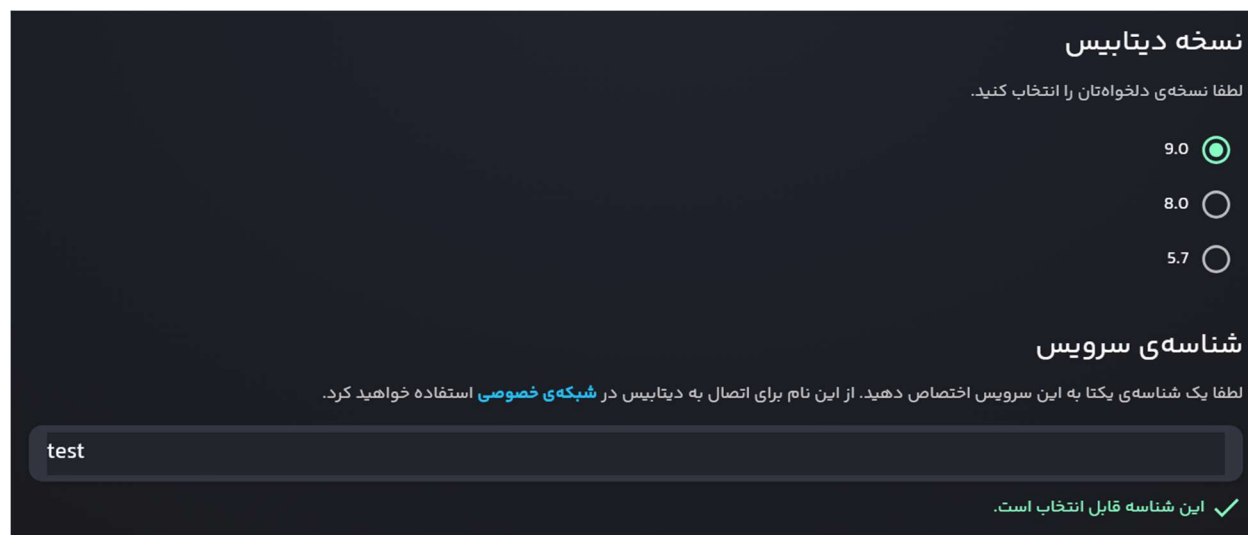 نسخه دیتابیس
لطفا نسخه‌ی دلخواه‌تان را انتخاب کنید.
9.0
8.0
5.7
شناسه‌ی سرویس
لطفا یک شناسه‌ی یکتا به این سرویس اختصاص دهید. از این نام برای اتصال به دیتابیس در شبکه‌ی خصوصی استفاده خواهید کرد.
test
این شناسه قابل انتخاب است.